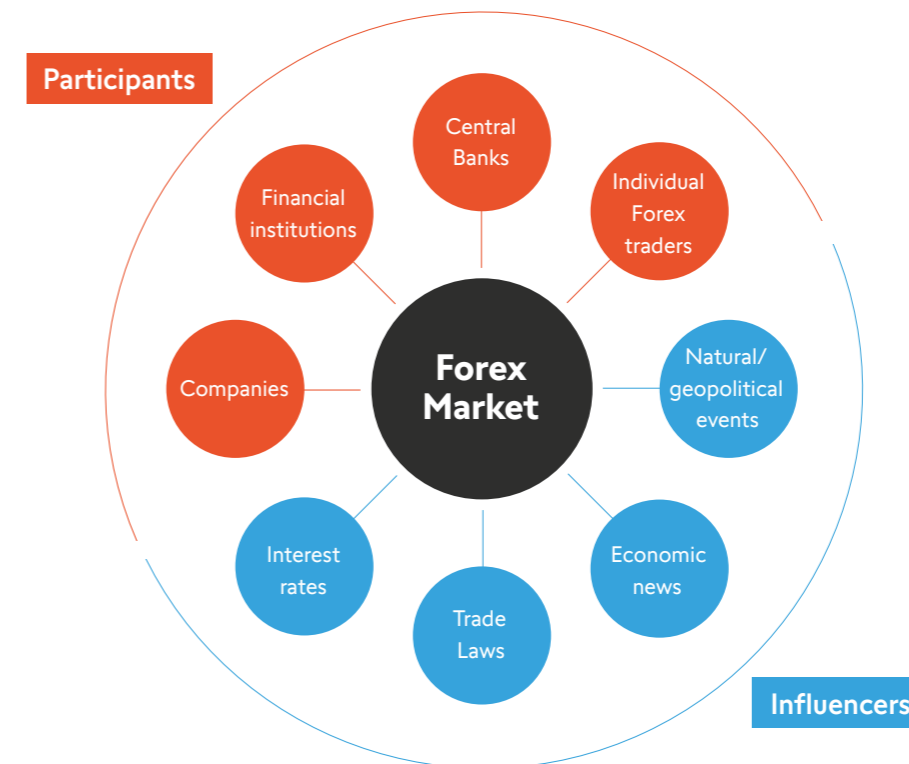 Participants
Central
Banks
Financial
institutions
Individual
Forex
traders
Companies
Forex
Market
Natural/
geopolitical
events
Interest
rates
Trade
Laws
Economic
news
Influencers